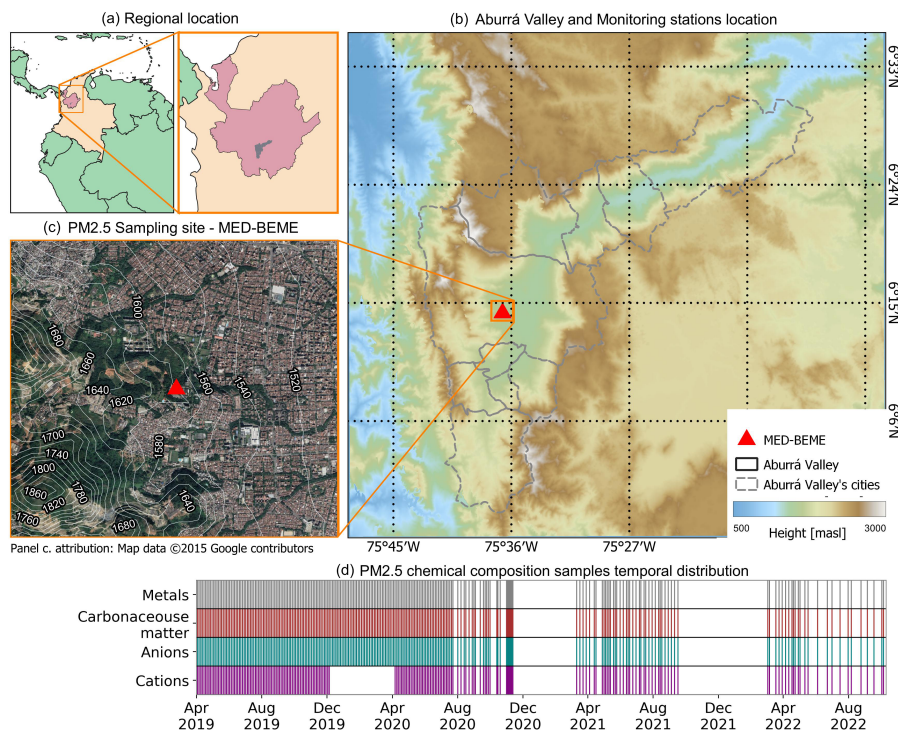 (a) Regional location
(b) Aburrá Valley and Monitoring stations location
6°33'N
6°24'N
6°15'N
6°6'N
(c) PM2.5 Sampling site - MED-BEME
1600
1680
1660
1640
1620
1560
1540
1520
1580
1700
1740
1800
1780
1860
1820
1760
1680
1640
MED-BEME
Aburrá Valley
Aburrá Valley's cities
500
3000
Height [masl]
75°45'W
75°36'W
75°27'W
Panel c. attribution: Map data ©2015 Google contributors
(d) PM2.5 chemical composition samples temporal distribution
Metals
Carbonaceouse
matter
Anions
Cations
Apr
2019
Aug
2019
Dec
2019
Apr
2020
Aug
2020
Dec
2020
Apr
2021
Aug
2021
Dec
2021
Apr
2022
Aug
2022